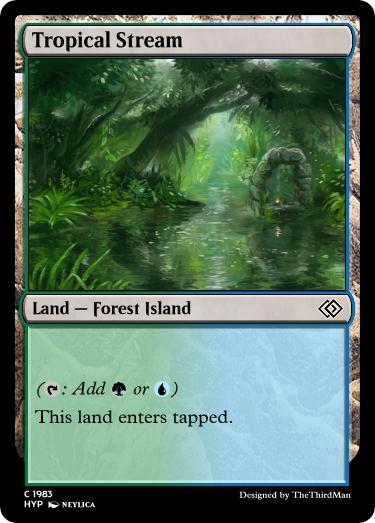 Tropical Stream
Land — Forest Island
(: Add or )
This land enters tapped.
C 1983
HYP NEYLICA
Designed by TheThirdMan